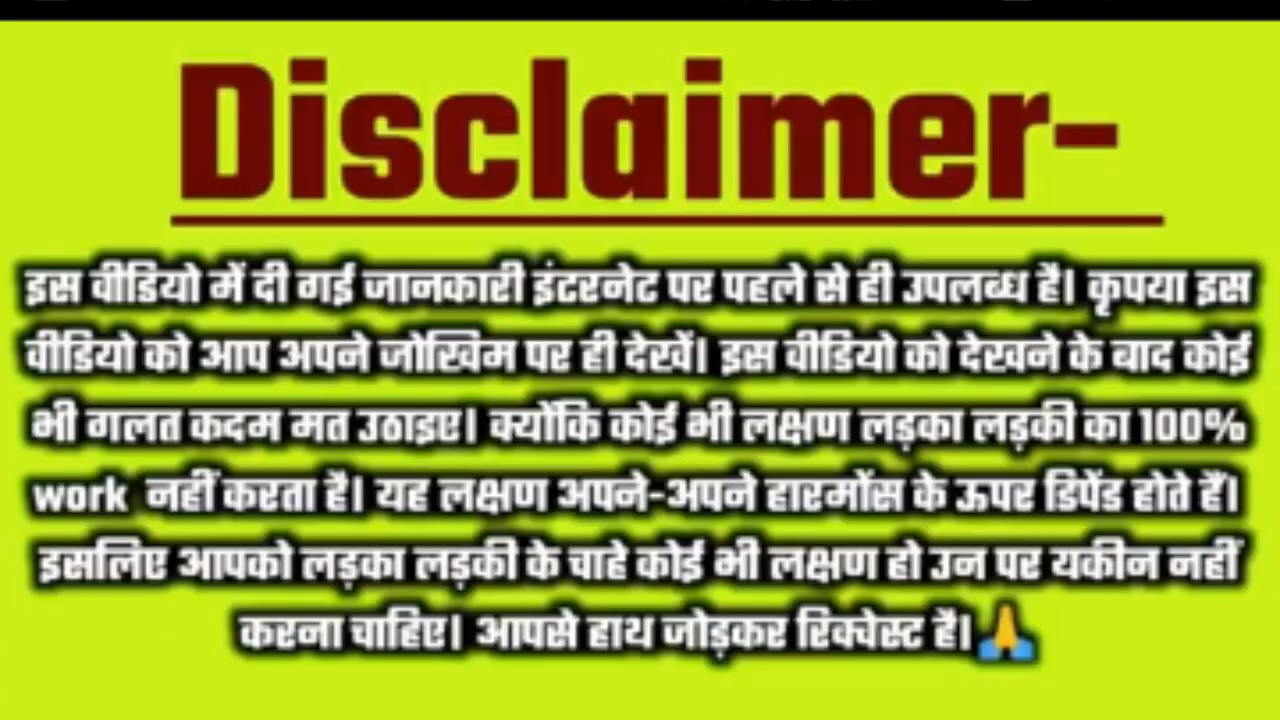 Disclaimer-
इस वीडियो में दी गई जानकारी इंटरनेट पर पहले से ही उपलब्ध है। कृपया इस
वीडियो को आप अपने जोखिम पर ही देखें। इस वीडियो को देखने के बाद कोई
भी गलत कदम मत उठाइए। क्योंकि कोई भी लक्षण लड़का लड़की का 100%
work नहीं करता है। यह लक्षण अपने-अपने हारमोंस के ऊपर डिपेंड होते हैं।
इसलिए आपको लड़का लड़की के चाहे कोई भी लक्षण हो उन पर यकीन नहीं
करना चाहिए। आपसे हाथ जोड़कर रिक्वेस्ट है।🙏